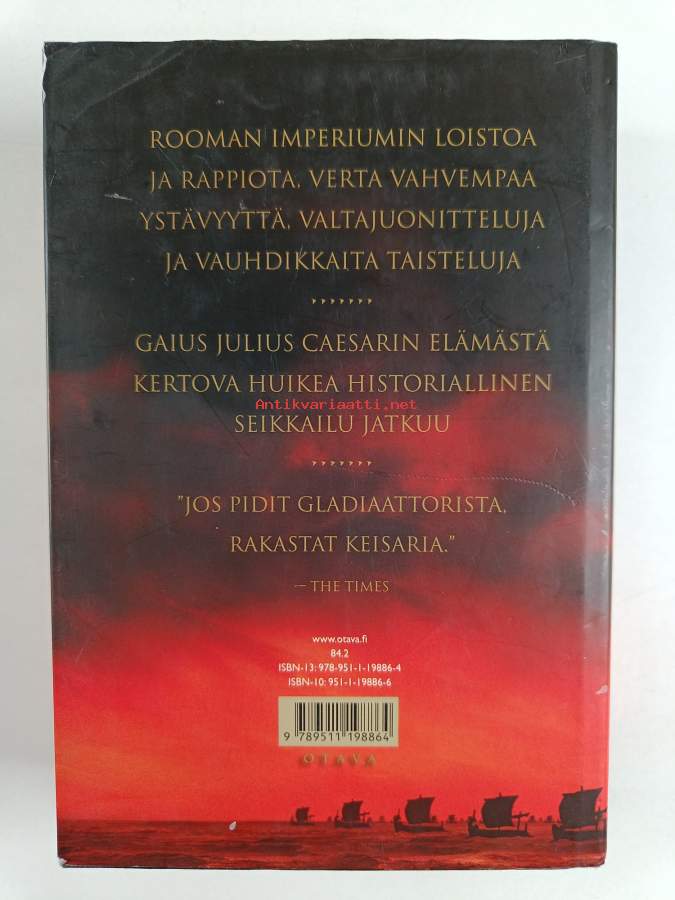 ROOMAN IMPERIUMIN LOISTOA
JA RAPPIOTA, VERTA VAHVEMPAA
YSTÄVYYTTÄ, VALTAJUONITTELUJA
JA VAUHDIKKAITA TAISTELUJA
GAIUS JULIUS CAESARIN ELÄMÄSTÄ
KERTOVA HUIKEA HISTORIALLINEN
Antikvariaatti.net
SEIKKAILU JATKUU
"JOS PIDIT GLADIAATTORISTA,
RAKASTAT KEISARIA."
– THE TIMES
www.otava.fi
84.2
ISBN-13: 978-951-1-19886-4
ISBN-10: 951-1-19886-6
9 789511 198864
OTAVA